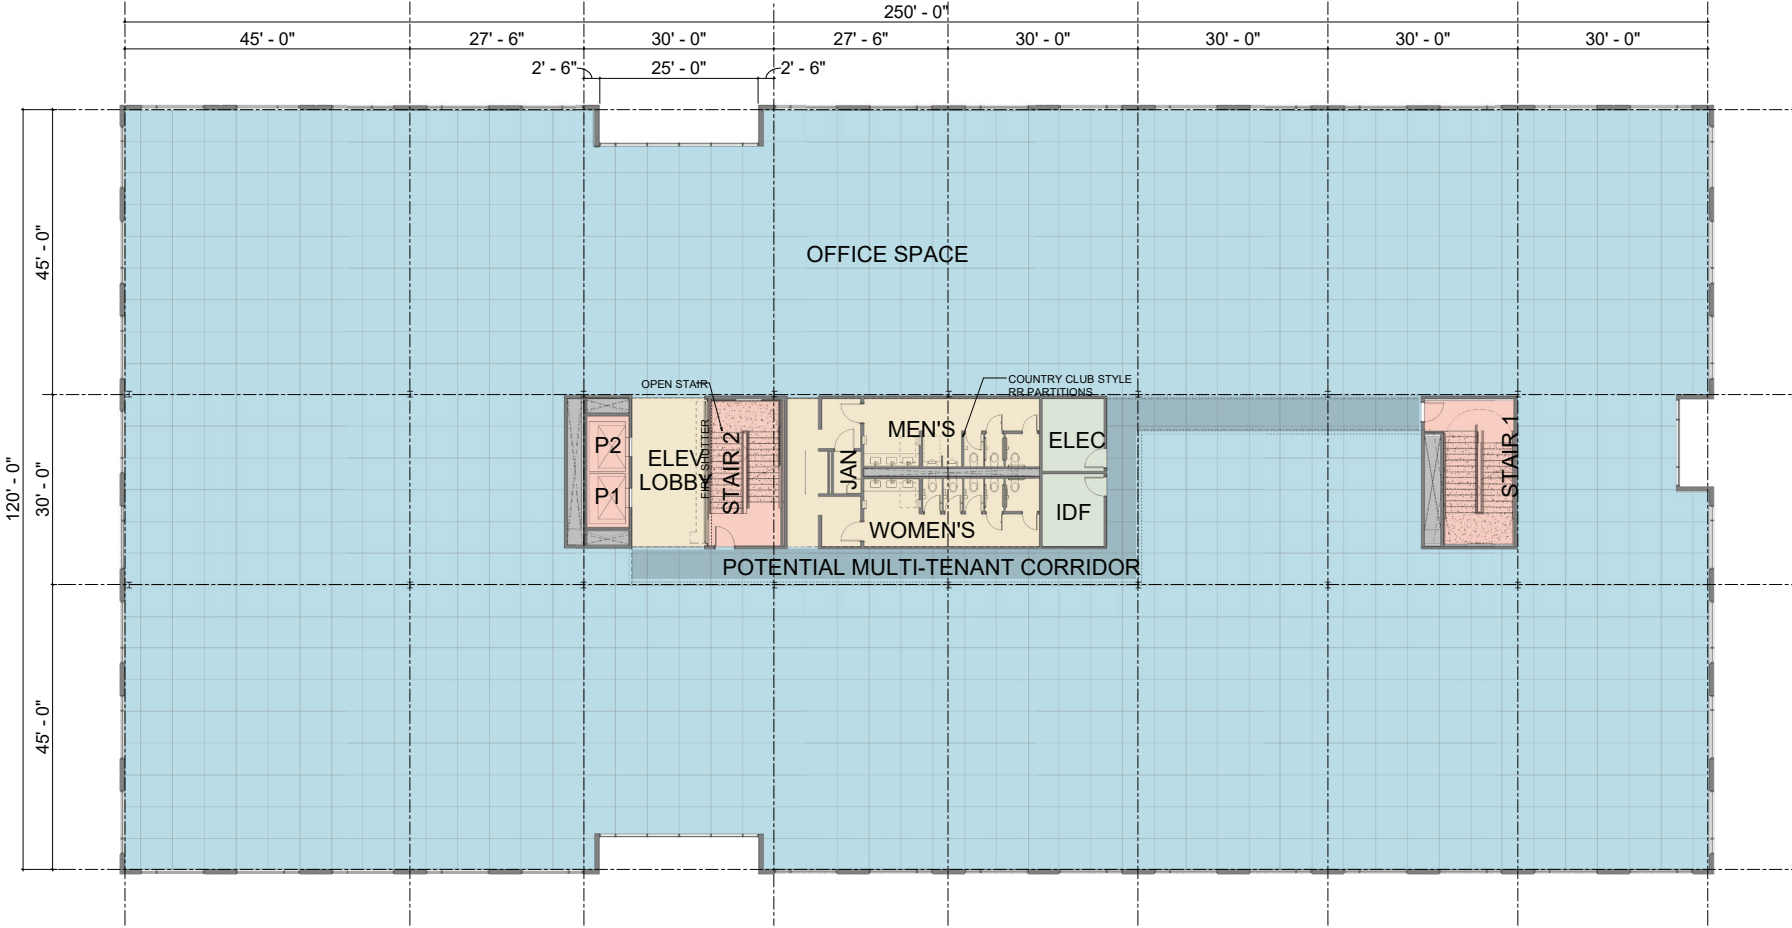 250' - 0"
45' - 0"
27' - 6"
30' - 0"
27' - 6"
30' - 0"
30' - 0"
30' - 0"
30' - 0"
2' - 6"
25' - 0"
2' - 6"
45' - 0"
120' - 0"
30' - 0"
45' - 0"
OFFICE SPACE
OPEN STAIR
COUNTRY CLUB STYLE
RR PARTITIONS
P2
P1
ELEV
LOBBY
FIRE SHUTTER
STAIR 2
JAN
MEN'S
WOMEN'S
ELEC
IDF
STAIR 1
POTENTIAL MULTI-TENANT CORRIDOR